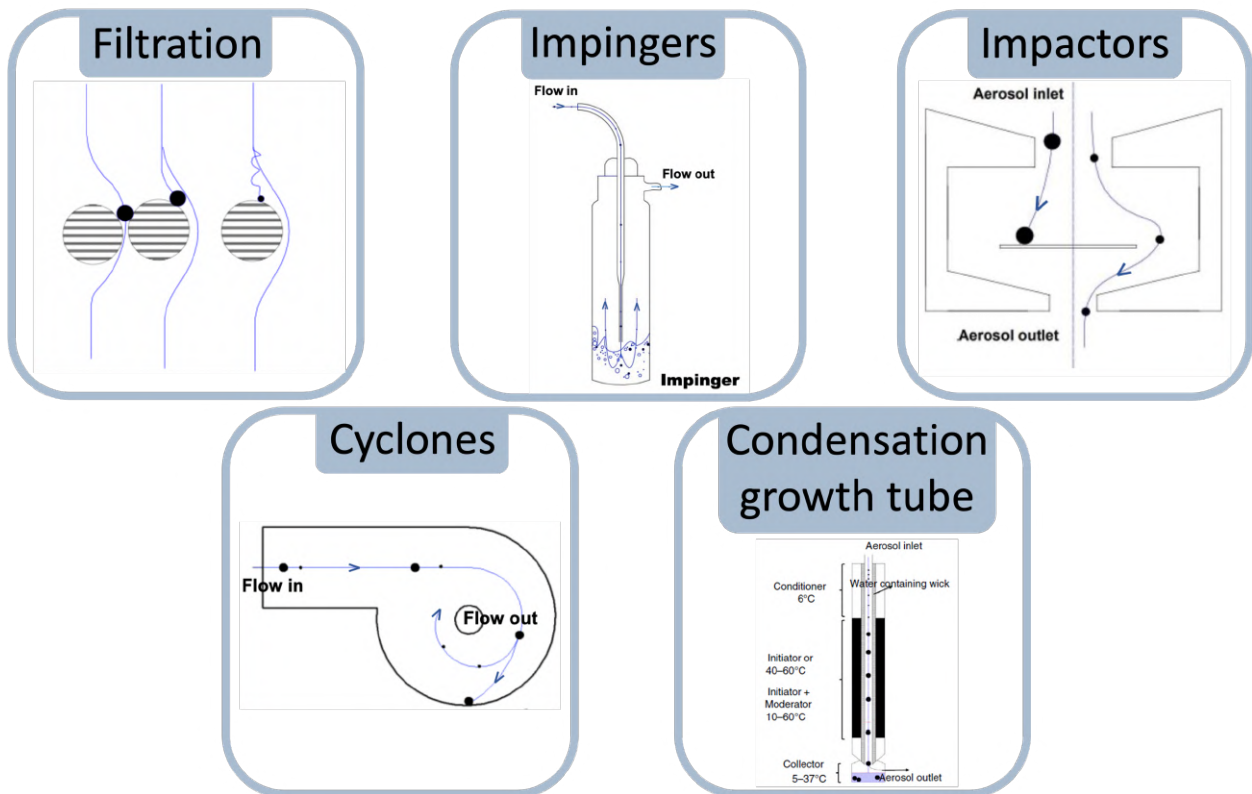 Filtration
Impingers
Flow in
Flow out
Impinger
Impactors
Aerosol inlet
Aerosol outlet
Cyclones
Flow in
Flow out
Condensation
growth tube
Aerosol inlet
Conditioner
6°C
Water containing wick
Initiator or
40–60°C
Initiator +
Moderator
10–60°C
Collector
5–37°C
Aerosol outlet